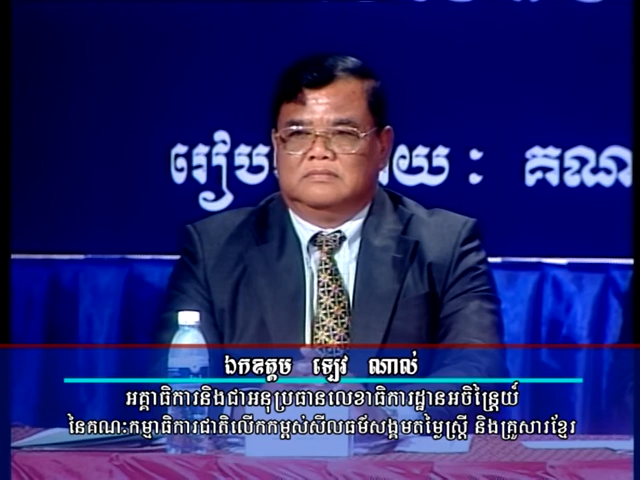 រៀប
យ ៈ គណ
ឯកឧត្តម ឡេវ ណាល់
អគ្គាធិការនិងជាអនុប្រធានលេខាធិការដ្ឋានអចិន្ត្រៃយ៍
នៃគណៈកម្មាធិការជាតិលើកកម្ពស់សីលធម៌សង្គមតម្លៃស្ត្រី និងគ្រួសារខ្មែរ